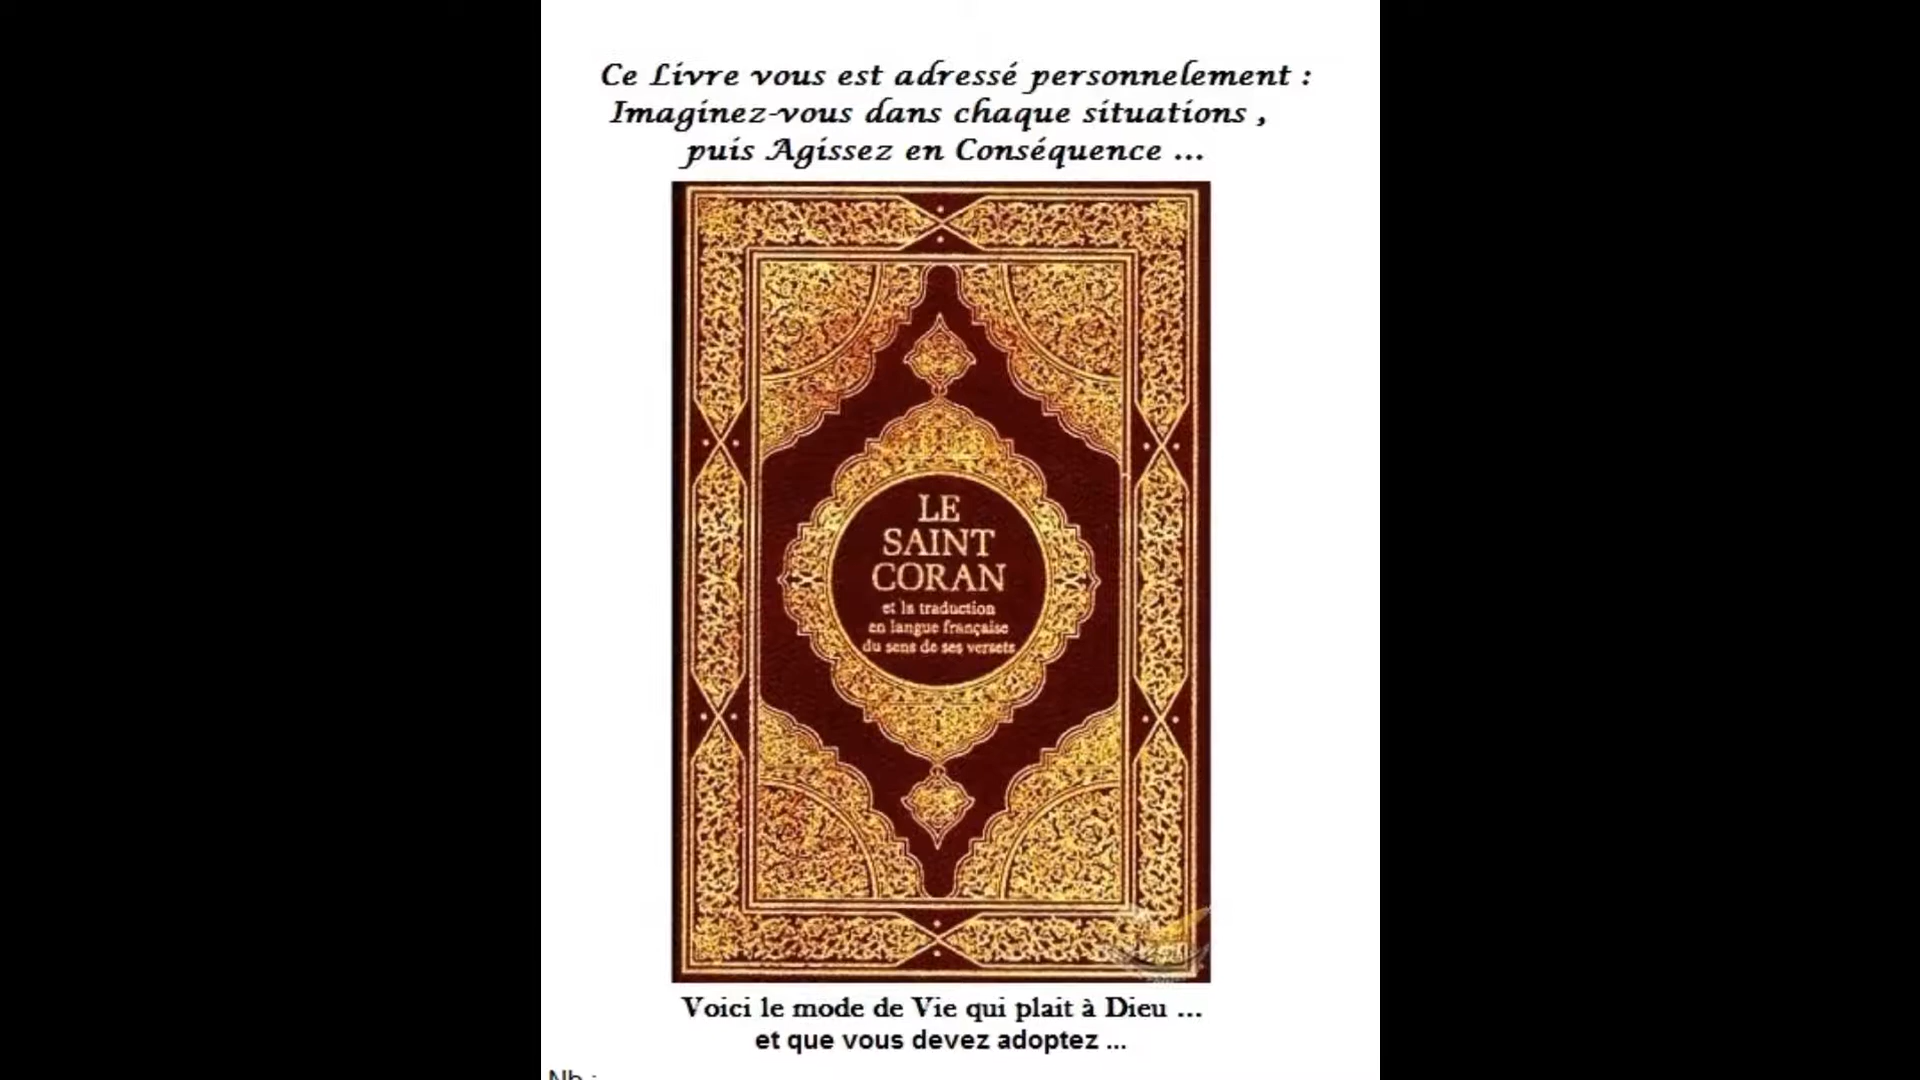 Ce Livre vous est adressé personnelement :
Imaginez-vous dans chaque situations ,
puis Agissez en Conséquence ...
LE
SAINT
CORAN
et la traduction
en langue française
du sens de ses versets
Voici le mode de Vie qui plait à Dieu ...
et que vous devez adoptez ...
Nb :